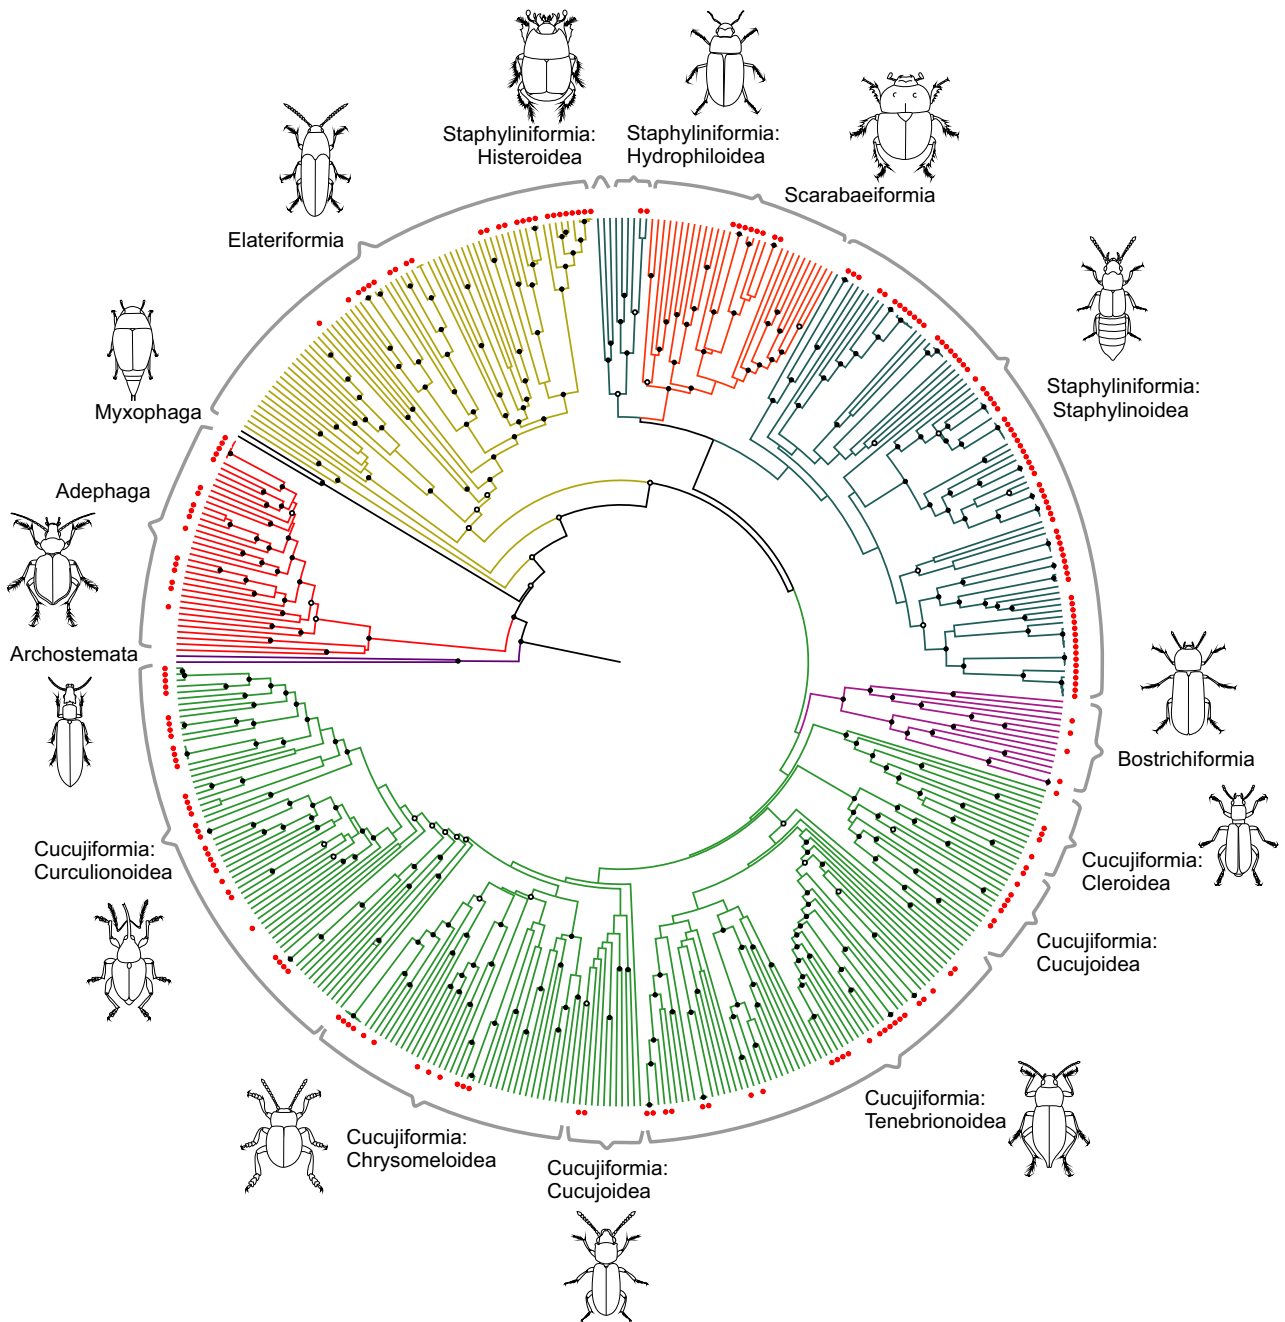 Staphyliniformia:
Histeroidea
Staphyliniformia:
Hydrophiloidea
Scarabaeiformia
Elateriformia
Staphyliniformia:
Staphylinoidea
Myxophaga
Adephaga
Archostemata
Bostrichiformia
Cucujiformia:
Curculionoidea
Cucujiformia:
Cleroidea
Cucujiformia:
Cucujoidea
Cucujiformia:
Tenebrionoidea
Cucujiformia:
Chrysomeloidea
Cucujiformia:
Cucujoidea